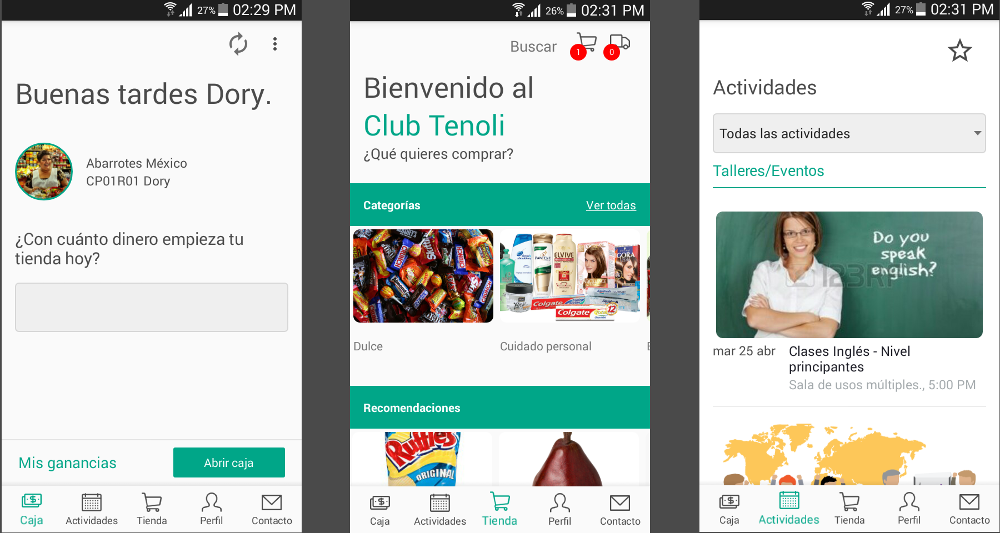 27% 02:29 PM
Buenas tardes Dory.
Abarrotes México
CP01R01 Dory
¿Con cuánto dinero empieza tu
tienda hoy?
Mis ganancias
Abrir caja
Caja
Actividades
Tienda
Perfil
Contacto
26% 02:31 PM
Buscar
1
0
Bienvenido al
Club Tenoli
¿Qué quieres comprar?
Categorías
Ver todas
Dulce
Cuidado personal
Recomendaciones
Ruffles
ORIGINAL
Caja
Actividades
Tienda
Perfil
Contacto
27% 02:31 PM
Actividades
Todas las actividades
Talleres/Eventos
Do you
speak
english?
mar 25 abr
Clases Inglés - Nivel
principantes
Sala de usos múltiples., 5:00 PM
Caja
Actividades
Tienda
Perfil
Contacto